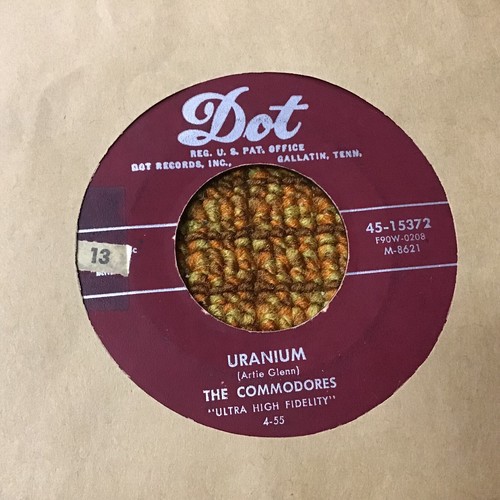 Dot
REG. U. S. PAT. OFFICE
DOT RECORDS, INC., GALLATIN, TENN.
45-15372
F90W-0208
M-8621
13
URANIUM
(Artie Glenn)
THE COMMODORES
"ULTRA HIGH FIDELITY"
4-55